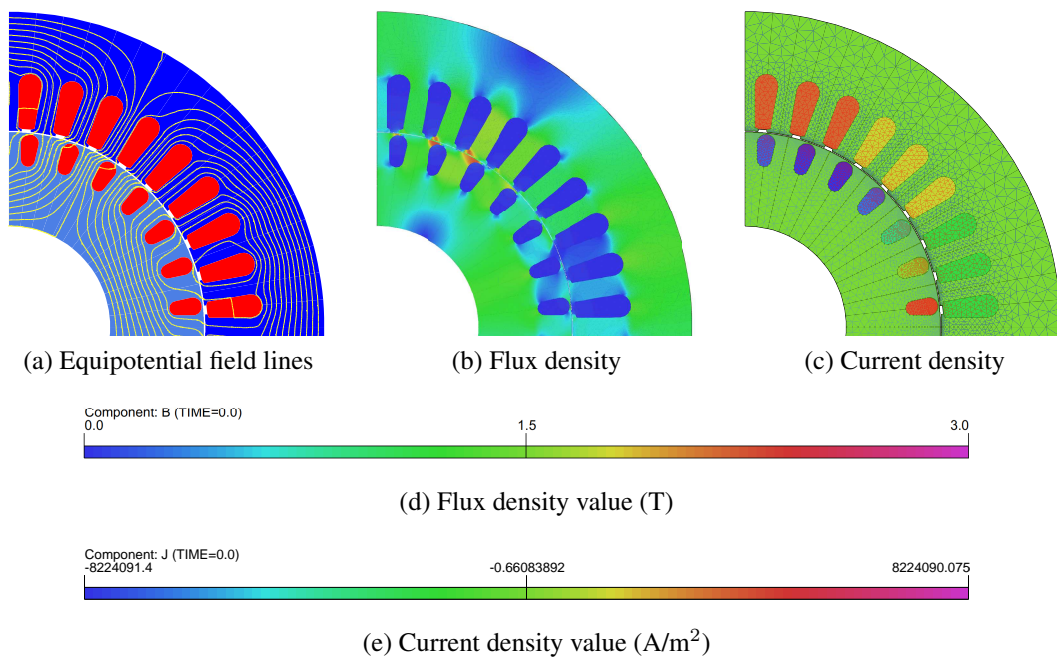 (a) Equipotential field lines
(b) Flux density
(c) Current density
Component: B (TIME=0.0)
0.0 1.5 3.0
(d) Flux density value (T)
Component: J (TIME=0.0)
-8224091.4 -0.66083892 8224090.075
(e) Current density value (A/m²)